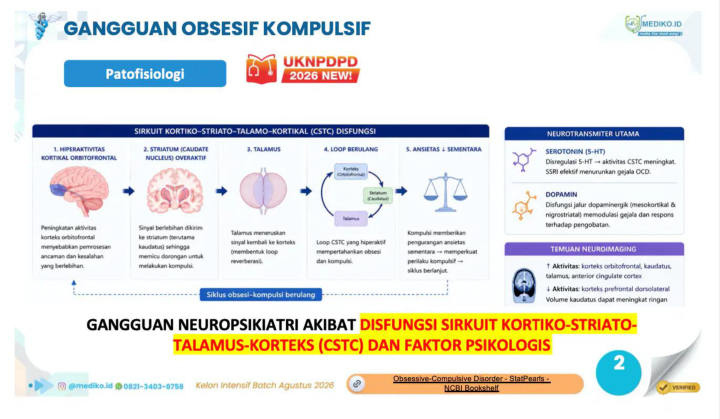 GANGGUAN OBSESIF KOMPULSIF
MEDIKO.ID
Patofisiologi
UKNPDPD
2026 NEW!
SIRKUIT KORTIKO–STRIATO–TALAMO–KORTIKAL (CSTC) DISFUNGSI
1. HIPERAKTIVITAS
KORTIKAL ORBITOFRONTAL
Peningkatan aktivitas
korteks orbitofrontal
menyebabkan pemrosesan
ancaman dan kesalahan
yang berlebihan.
2. STRIATUM (CAUDATE
NUCLEUS) OVERAKTIF
Sinyal berlebihan dikirim
ke striatum (terutama
kaudatus) sehingga
memicu dorongan untuk
melakukan kompulsi.
3. TALAMUS
Talamus meneruskan
sinyal kembali ke korteks
(membentuk loop
reverberasi).
4. LOOP BERULANG
Korteks
(Orbitofrontal)
Striatum
(Caudatus)
Talamus
Loop CSTC yang hiperaktif
mempertahankan obsesi
dan kompulsi.
5. ANSIETAS ↓ SEMENTARA
Kompulsi memberikan
pengurangan ansietas
sementara → memperkuat
perilaku kompulsif →
siklus berlanjut.
Siklus obsesi–kompulsi berulang
NEUROTRANSMITER UTAMA
SEROTONIN (5-HT)
Disregulasi 5-HT → aktivitas CSTC meningkat.
SSRI efektif menurunkan gejala OCD.
DOPAMIN
Disfungsi jalur dopaminergik (mesokortikal &
nigrostriatal) memodulasi gejala dan respons
terhadap pengobatan.
TEMUAN NEUROIMAGING
↑ Aktivitas: korteks orbitofrontal, kaudatus,
talamus, anterior cingulate cortex
↓ Aktivitas: korteks prefrontal dorsolateral
Volume kaudatus dapat meningkat ringan
GANGGUAN NEUROPSIKIATRI AKIBAT DISFUNGSI SIRKUIT KORTIKO-STRIATO-
TALAMUS-KORTEKS (CSTC) DAN FAKTOR PSIKOLOGIS
2
@mediko.id 0821-3403-8758
Kelon Intensif Batch Agustus 2026
Obsessive-Compulsive Disorder - StatPearls -
NCBI Bookshelf
VERIFIED